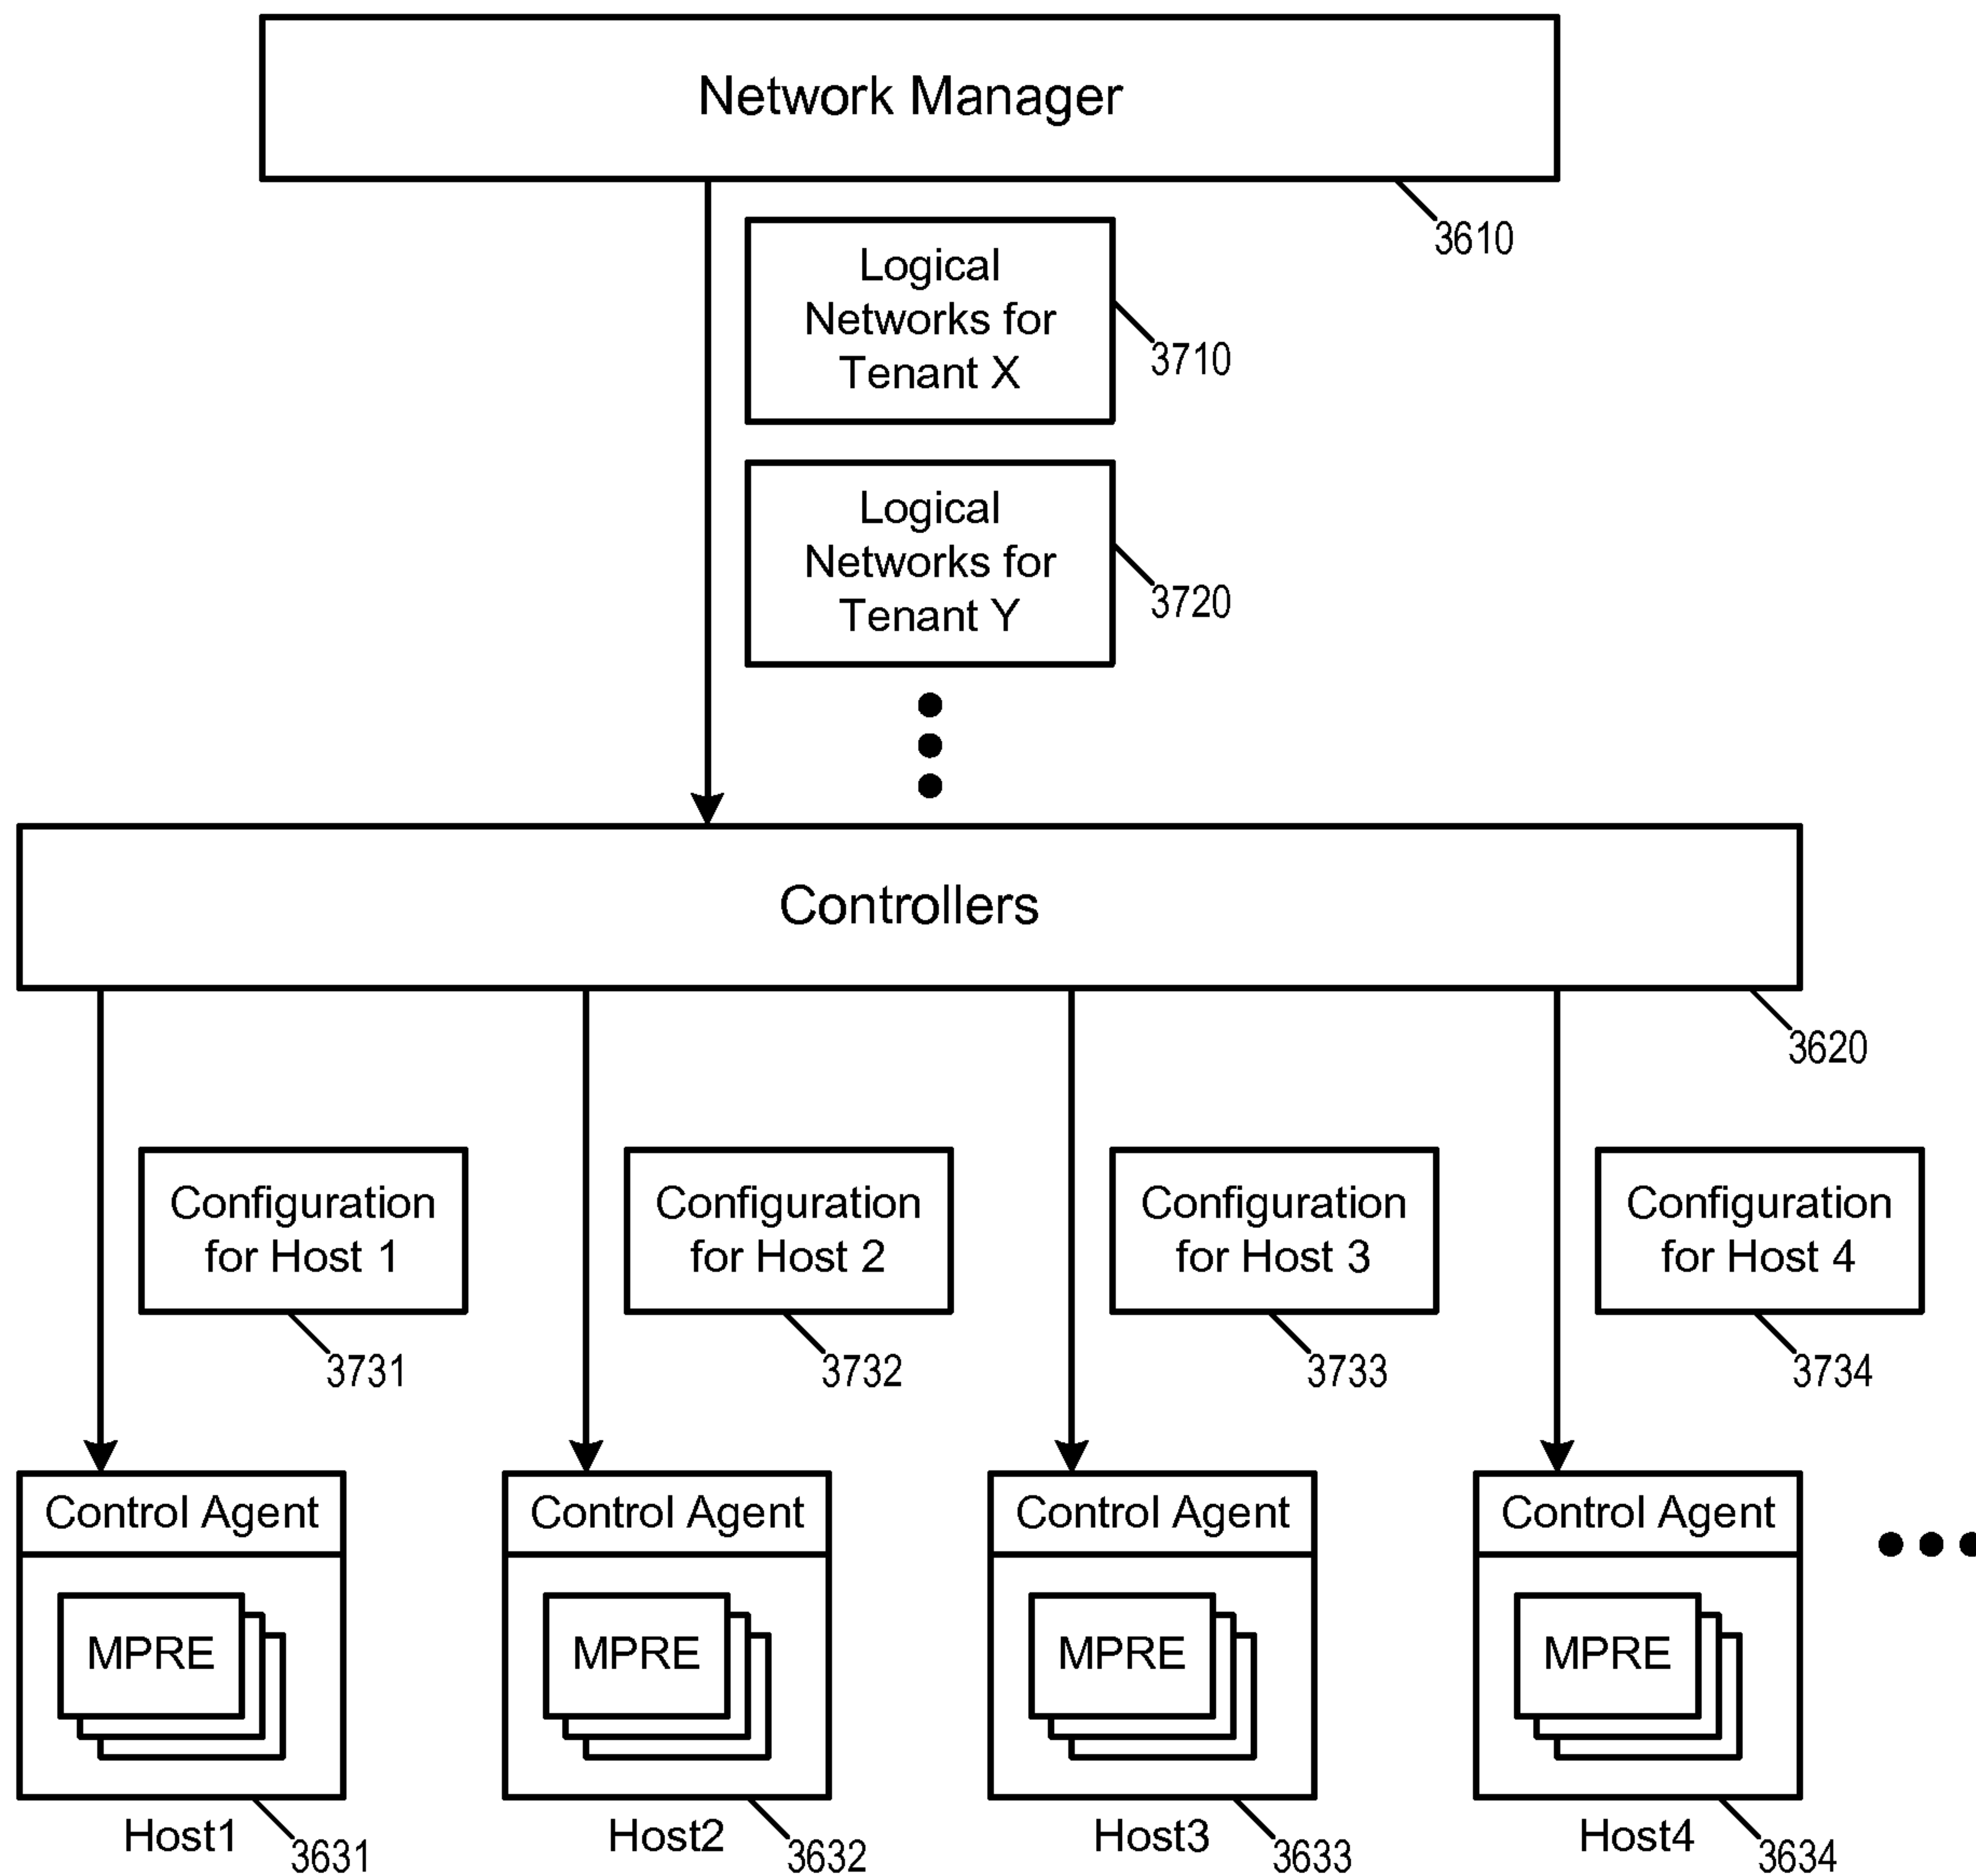 Network Manager
3610
Logical
Networks for
Tenant X
3710
Logical
Networks for
Tenant Y
3720
Controllers
3620
Configuration
for Host 1
3731
Configuration
for Host 2
3732
Configuration
for Host 3
3733
Configuration
for Host 4
3734
Control Agent
MPRE
Host1
3631
Control Agent
MPRE
Host2
3632
Control Agent
MPRE
Host3
3633
Control Agent
MPRE
Host4
3634